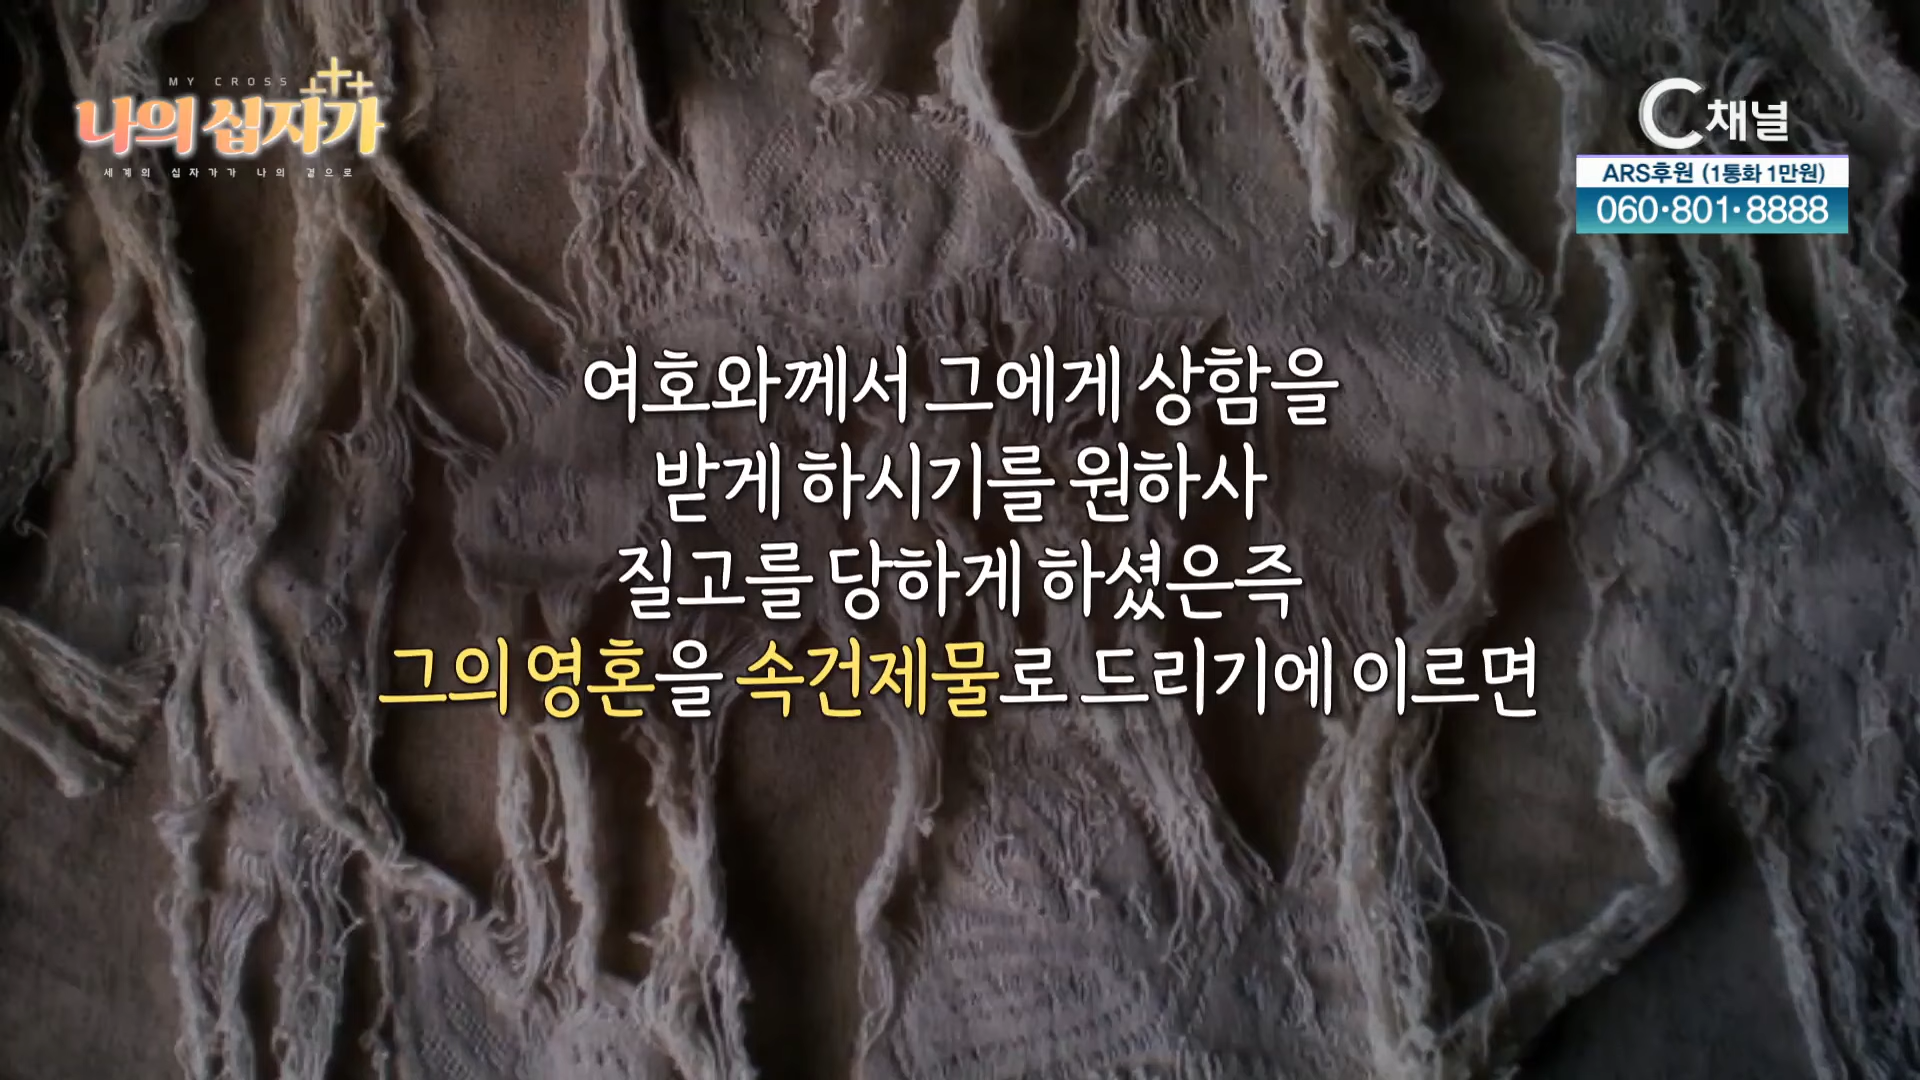 MY CROSS
나의 십자가
세계의 십자가가 나의 곁으로
C채널
ARS후원 (1통화 1만원)
060·801·8888
여호와께서 그에게 상함을
받게 하시기를 원하사
질고를 당하게 하셨은즉
그의 영혼을 속건제물로 드리기에 이르면